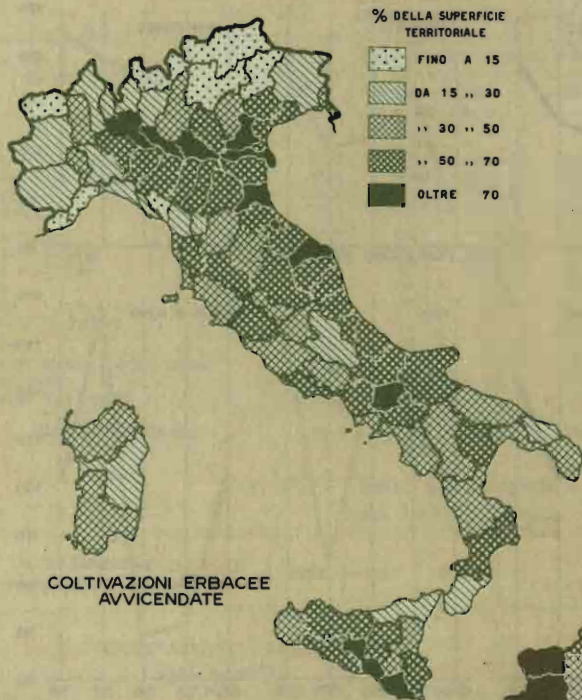 % DELLA SUPERFICIE
TERRITORIALE
FINO A 15
DA 15 ,, 30
,, 30 ,, 50
,, 50 ,, 70
OLTRE 70
COLTIVAZIONI ERBACEE
AVVICENDATE